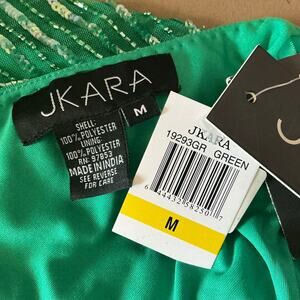 JKARA
M
SHELL:
100% POLYESTER
LINING:
100% POLYESTER
RN: 97853
MADE IN INDIA
SEE REVERSE
FOR CARE
JKARA
19293GR GREEN
M
J